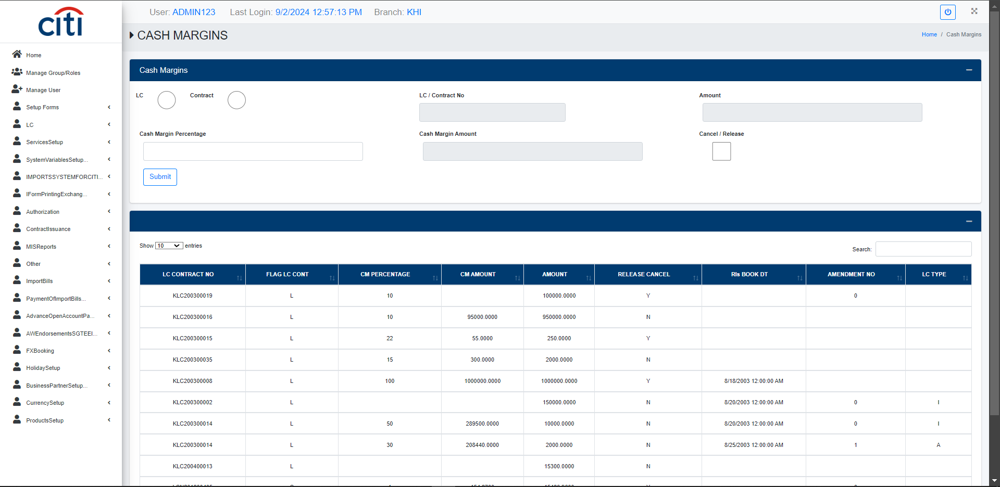 citi
User: ADMIN123 Last Login: 9/2/2024 12:57:13 PM Branch: KHI
CASH MARGINS
Home / Cash Margins
Home
Manage Group/Roles
Manage User
Setup Forms
LC
ServicesSetup
SystemVariablesSetup...
IMPORTSSYSTEMFORCITI...
IFormPrintingExchang...
Authorization
ContractIssuance
MISReports
Other
ImportBills
PaymentOfImportBills...
AdvanceOpenAccountPa...
AWEndorsementsSGTEEI...
FXBooking
HolidaySetup
BusinessPartnerSetup...
CurrencySetup
ProductsSetup
Cash Margins
LC Contract LC / Contract No Amount
Cash Margin Percentage Cash Margin Amount Cancel / Release
Submit
Show 10 entries
Search:
LC CONTRACT NO FLAG LC CONT CM PERCENTAGE CM AMOUNT AMOUNT RELEASE CANCEL Rls BOOK DT AMENDMENT NO LC TYPE
KLC200300019 L 10 100000.0000 Y 0
KLC200300016 L 10 95000.0000 950000.0000 N
KLC200300015 L 22 55.0000 250.0000 Y
KLC200300035 L 15 300.0000 2000.0000 N
KLC200300008 L 100 1000000.0000 1000000.0000 Y 8/18/2003 12:00:00 AM
KLC200300002 L 150000.0000 N 8/20/2003 12:00:00 AM 0 I
KLC200300014 L 50 289500.0000 10000.0000 N 8/20/2003 12:00:00 AM 0 I
KLC200300014 L 30 208440.0000 2000.0000 N 8/25/2003 12:00:00 AM 1 A
KLC200400013 L 15300.0000 N